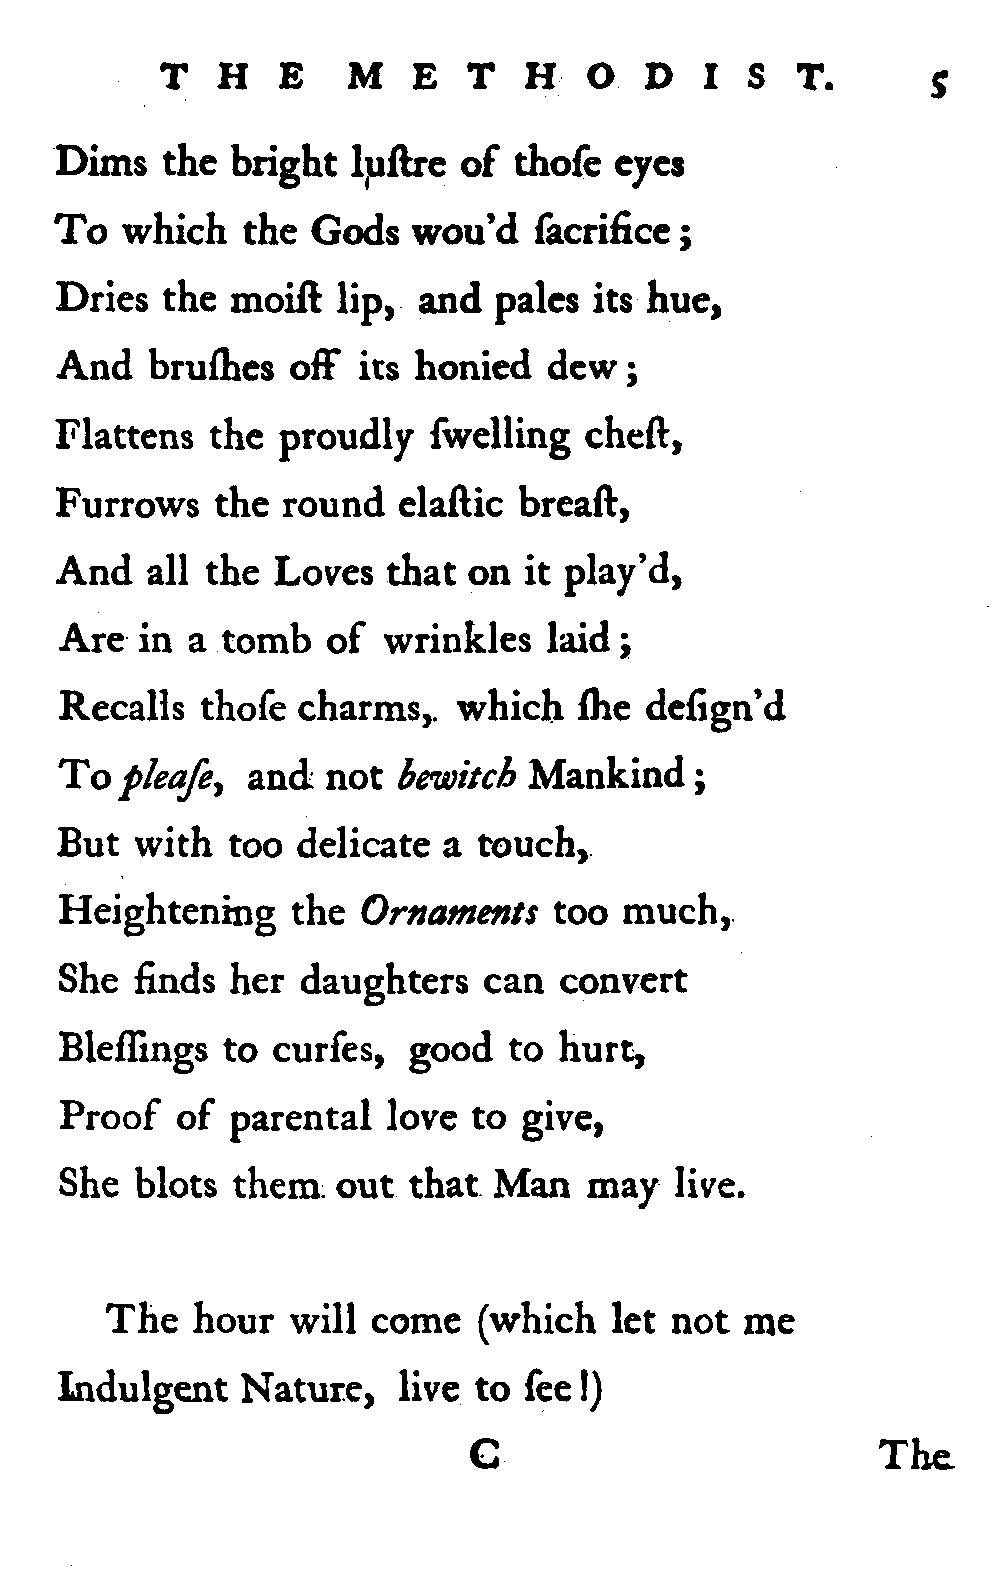 THE METHODIST. 5
Dims the bright luſtre of thoſe eyes
To which the Gods wou'd ſacrifice;
Dries the moiſt lip, and pales its hue,
And bruſhes off its honied dew;
Flattens the proudly ſwelling cheſt,
Furrows the round elaſtic breaſt,
And all the Loves that on it play'd,
Are in a tomb of wrinkles laid;
Recalls thoſe charms, which ſhe deſign'd
To pleaſe, and not bewitch Mankind;
But with too delicate a touch,
Heightening the Ornaments too much,
She finds her daughters can convert
Bleſſings to curſes, good to hurt,
Proof of parental love to give,
She blots them out that Man may live.
The hour will come (which let not me
Indulgent Nature, live to ſee!)
C The